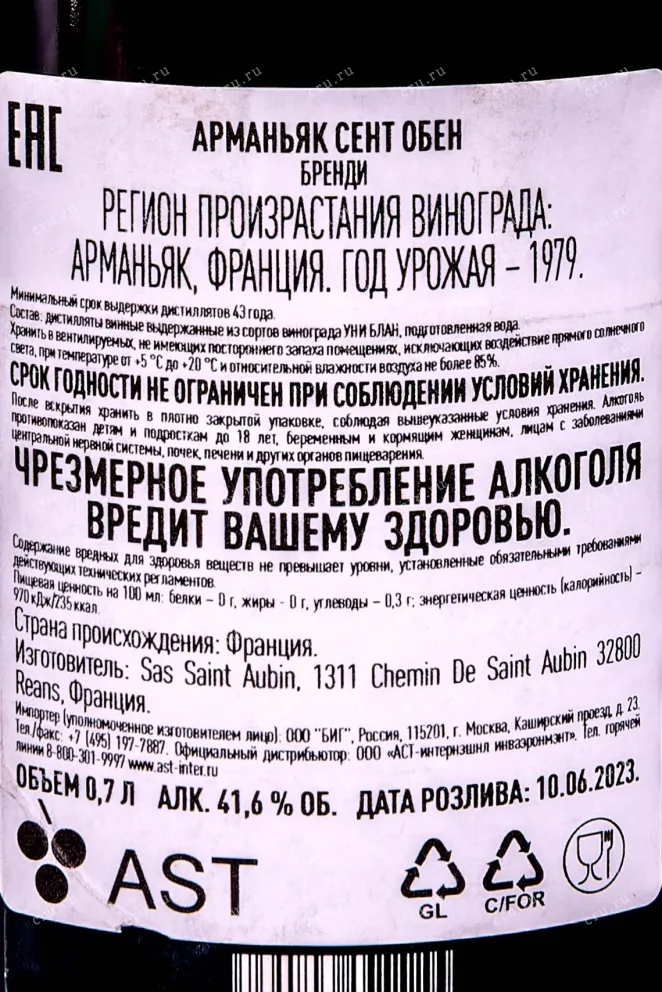 EAC
АРМАНЬЯК СЕНТ ОБЕН
БРЕНДИ
РЕГИОН ПРОИЗРАСТАНИЯ ВИНОГРАДА:
АРМАНЬЯК, ФРАНЦИЯ. ГОД УРОЖАЯ – 1979.
Минимальный срок выдержки дистиллятов 43 года.
Состав: дистилляты винные выдержанные из сортов винограда УНИ БЛАН, подготовленная вода.
Хранить в вентилируемых, не имеющих постороннего запаха помещениях, исключающих воздействие прямого солнечного
света, при температуре от +5 °С до +20 °С и относительной влажности воздуха не более 85%.
СРОК ГОДНОСТИ НЕ ОГРАНИЧЕН ПРИ СОБЛЮДЕНИИ УСЛОВИЙ ХРАНЕНИЯ.
После вскрытия хранить в плотно закрытой упаковке, соблюдая вышеуказанные условия хранения. Алкоголь
противопоказан детям и подросткам до 18 лет, беременным и кормящим женщинам, лицам с заболеваниями
центральной нервной системы, почек, печени и других органов пищеварения.
ЧРЕЗМЕРНОЕ УПОТРЕБЛЕНИЕ АЛКОГОЛЯ
ВРЕДИТ ВАШЕМУ ЗДОРОВЬЮ.
Содержание вредных для здоровья веществ не превышает уровни, установленные обязательными требованиями
действующих технических регламентов.
Пищевая ценность на 100 мл: белки – 0 г, жиры - 0 г, углеводы – 0,3 г; энергетическая ценность (калорийность) –
970 кДж/235 ккал.
Страна происхождения: Франция.
Изготовитель: Sas Saint Aubin, 1311 Chemin De Saint Aubin 32800
Reans, Франция.
Импортер (уполномоченное изготовителем лицо): ООО "БИГ", Россия, 115201, г. Москва, Каширский проезд, д. 23.
Тел./факс: +7 (495) 197-7887. Официальный дистрибьютор: ООО «АСТ-интернэшнл инваэронмэнт». Тел. горячей
линии 8-800-301-9997 www.ast-inter.ru
ОБЪЕМ 0,7 Л АЛК. 41,6 % ОБ. ДАТА РОЗЛИВА: 10.06.2023.
AST
GL
C/FOR